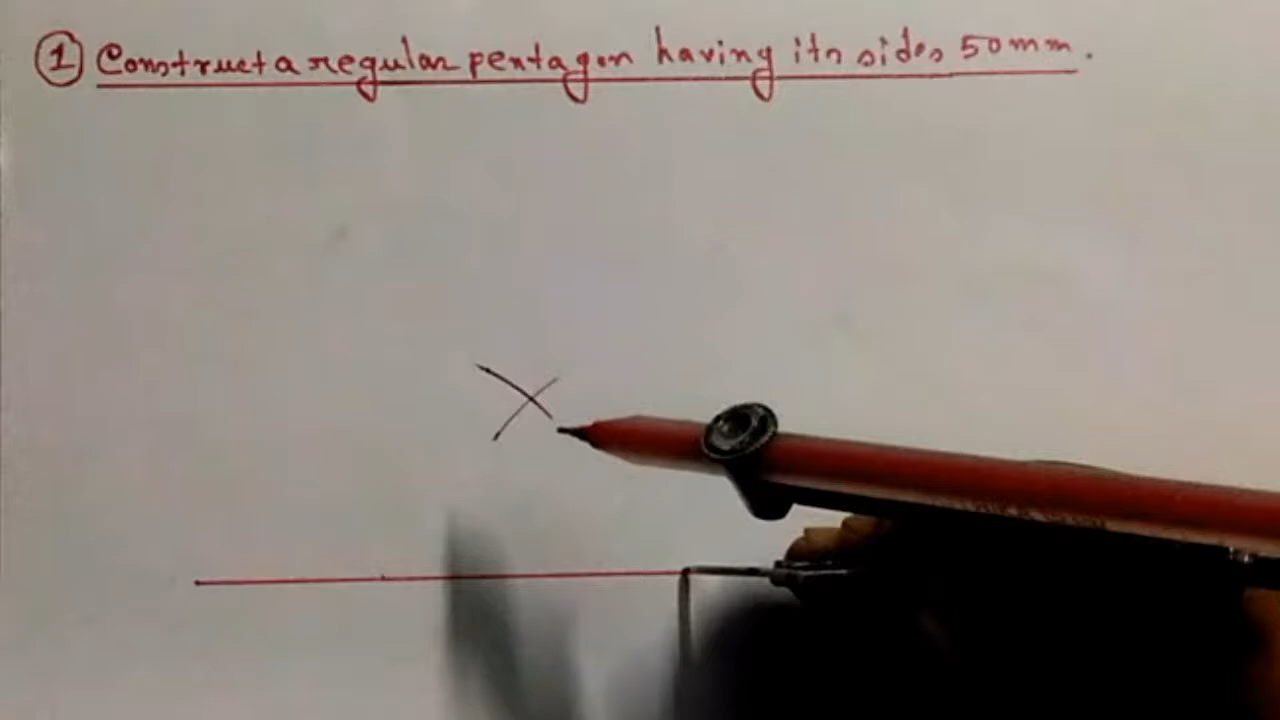 ① Construct a regular pentagon having its sides 50mm.